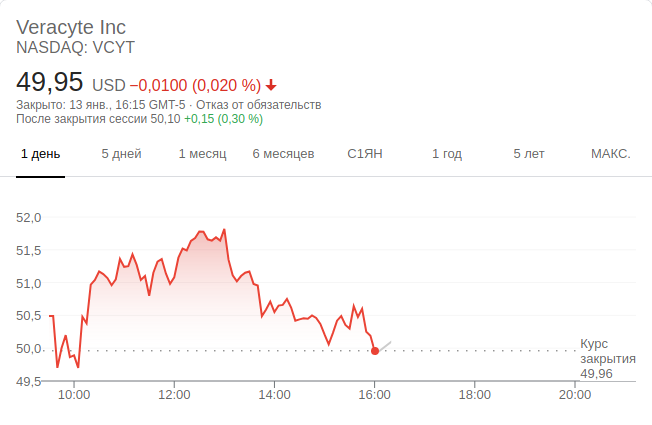 Veracyte Inc
NASDAQ: VCYT
49,95 USD −0,0100 (0,020 %)
Закрыто: 13 янв., 16:15 GMT-5 · Отказ от обязательств
После закрытия сессии 50,10 +0,15 (0,30 %)
1 день 5 дней 1 месяц 6 месяцев С1ЯН 1 год 5 лет МАКС.
52,0
51,5
51,0
50,5
50,0
49,5
Курс
закрытия
49,96
10:00 12:00 14:00 16:00 18:00 20:00